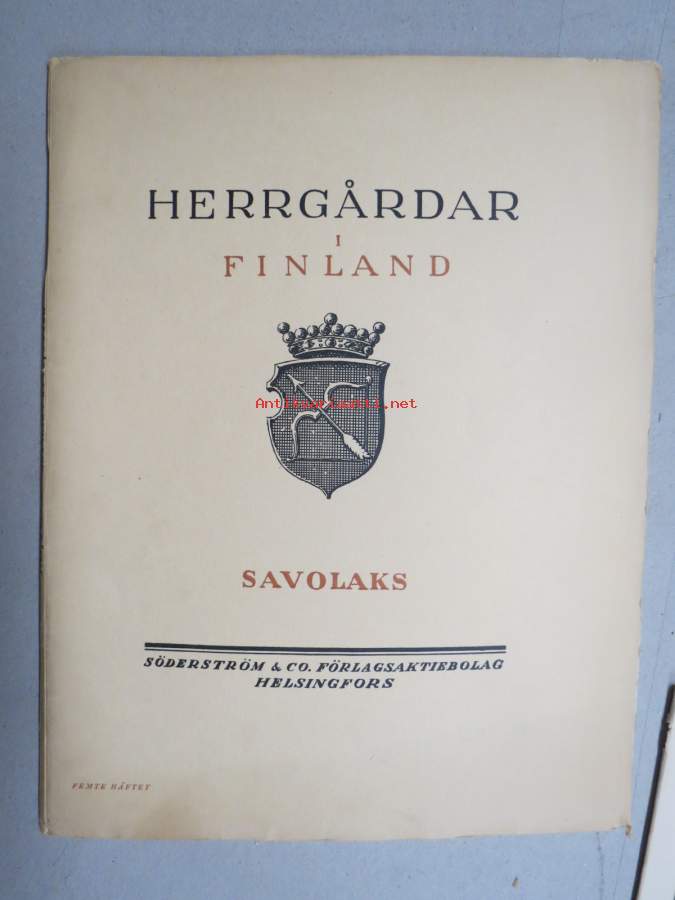 HERRGÅRDAR
I
FINLAND
Antikvariaatti.net
SAVOLAKS
SÖDERSTRÖM & CO. FÖRLAGSAKTIEBOLAG
HELSINGFORS
FEMTE HÄFTET